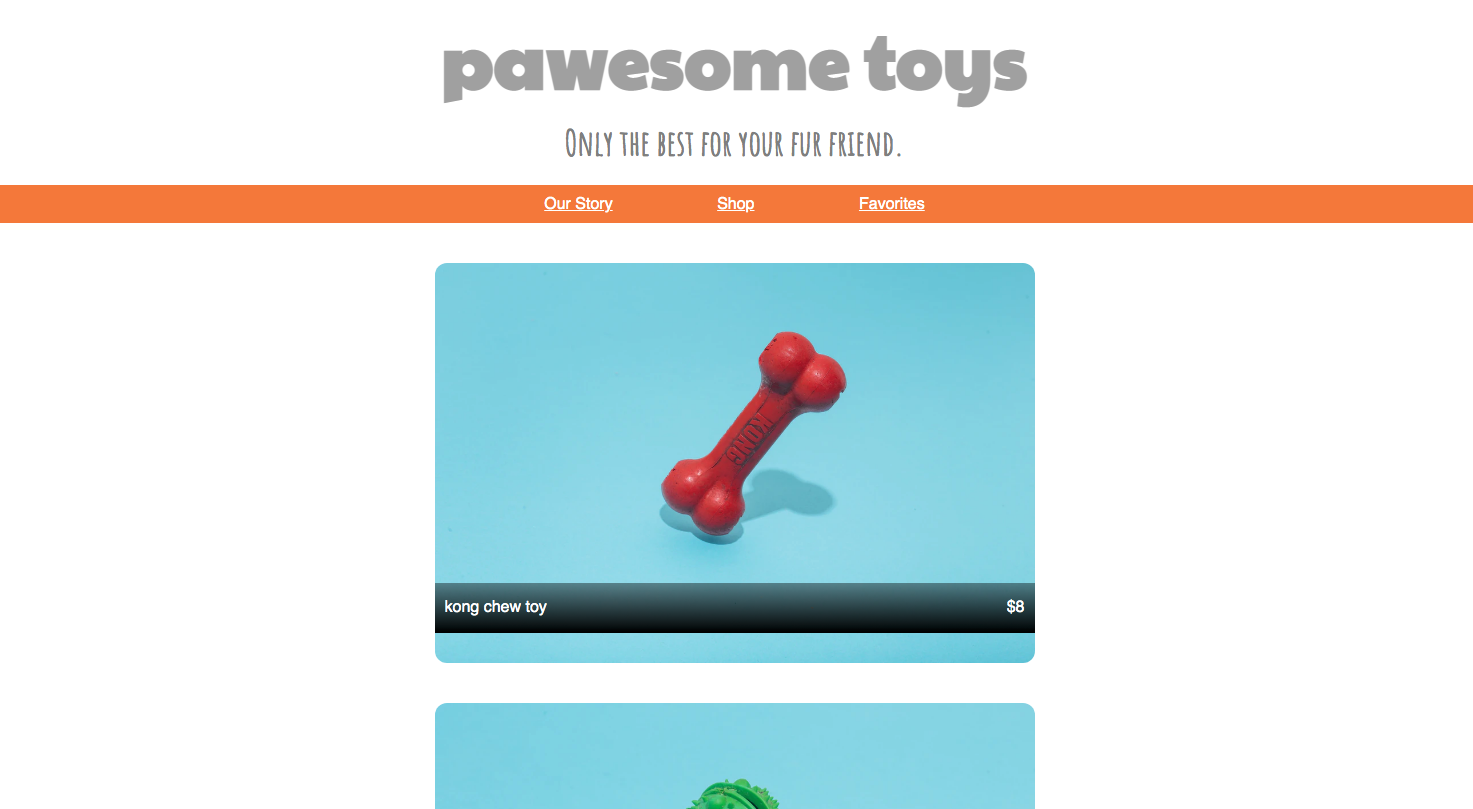 pawesome toys
Only the best for your fur friend.
Our Story Shop Favorites
KONG
kong chew toy $8